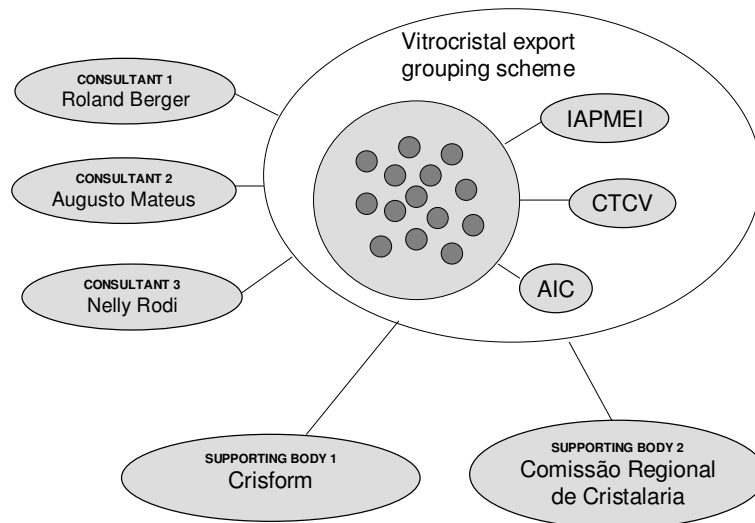 Vitrocristal export
grouping scheme
CONSULTANT 1
Roland Berger
IAPMEI
CONSULTANT 2
Augusto Mateus
CTCV
CONSULTANT 3
Nelly Rodi
AIC
SUPPORTING BODY 1
Crisform
SUPPORTING BODY 2
Comissão Regional
de Cristalaria